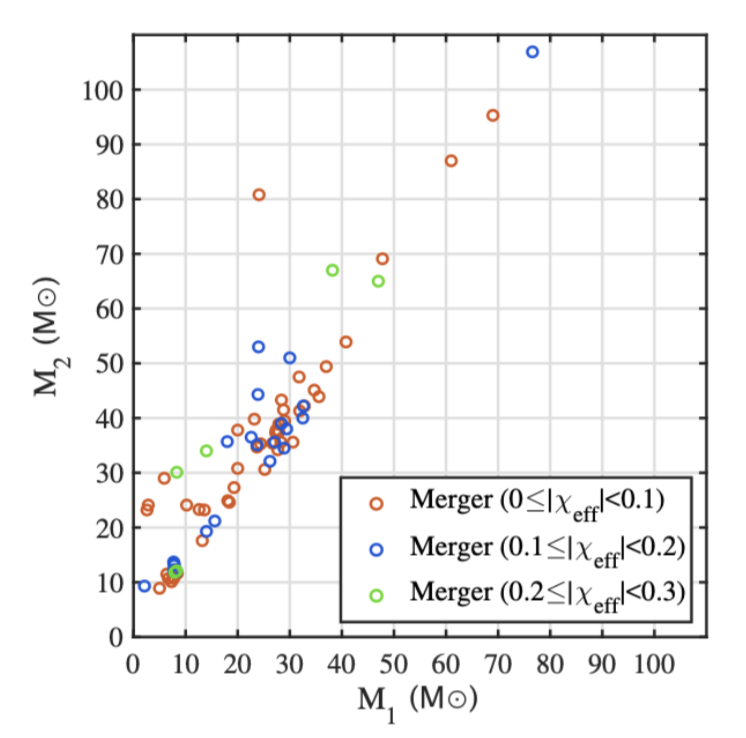 100
90
80
70
60
50
40
30
20
10
0
M₂ (M⊙)
Merger (0≤|χeff|<0.1)
Merger (0.1≤|χeff|<0.2)
Merger (0.2≤|χeff|<0.3)
0 10 20 30 40 50 60 70 80 90 100
M₁ (M⊙)